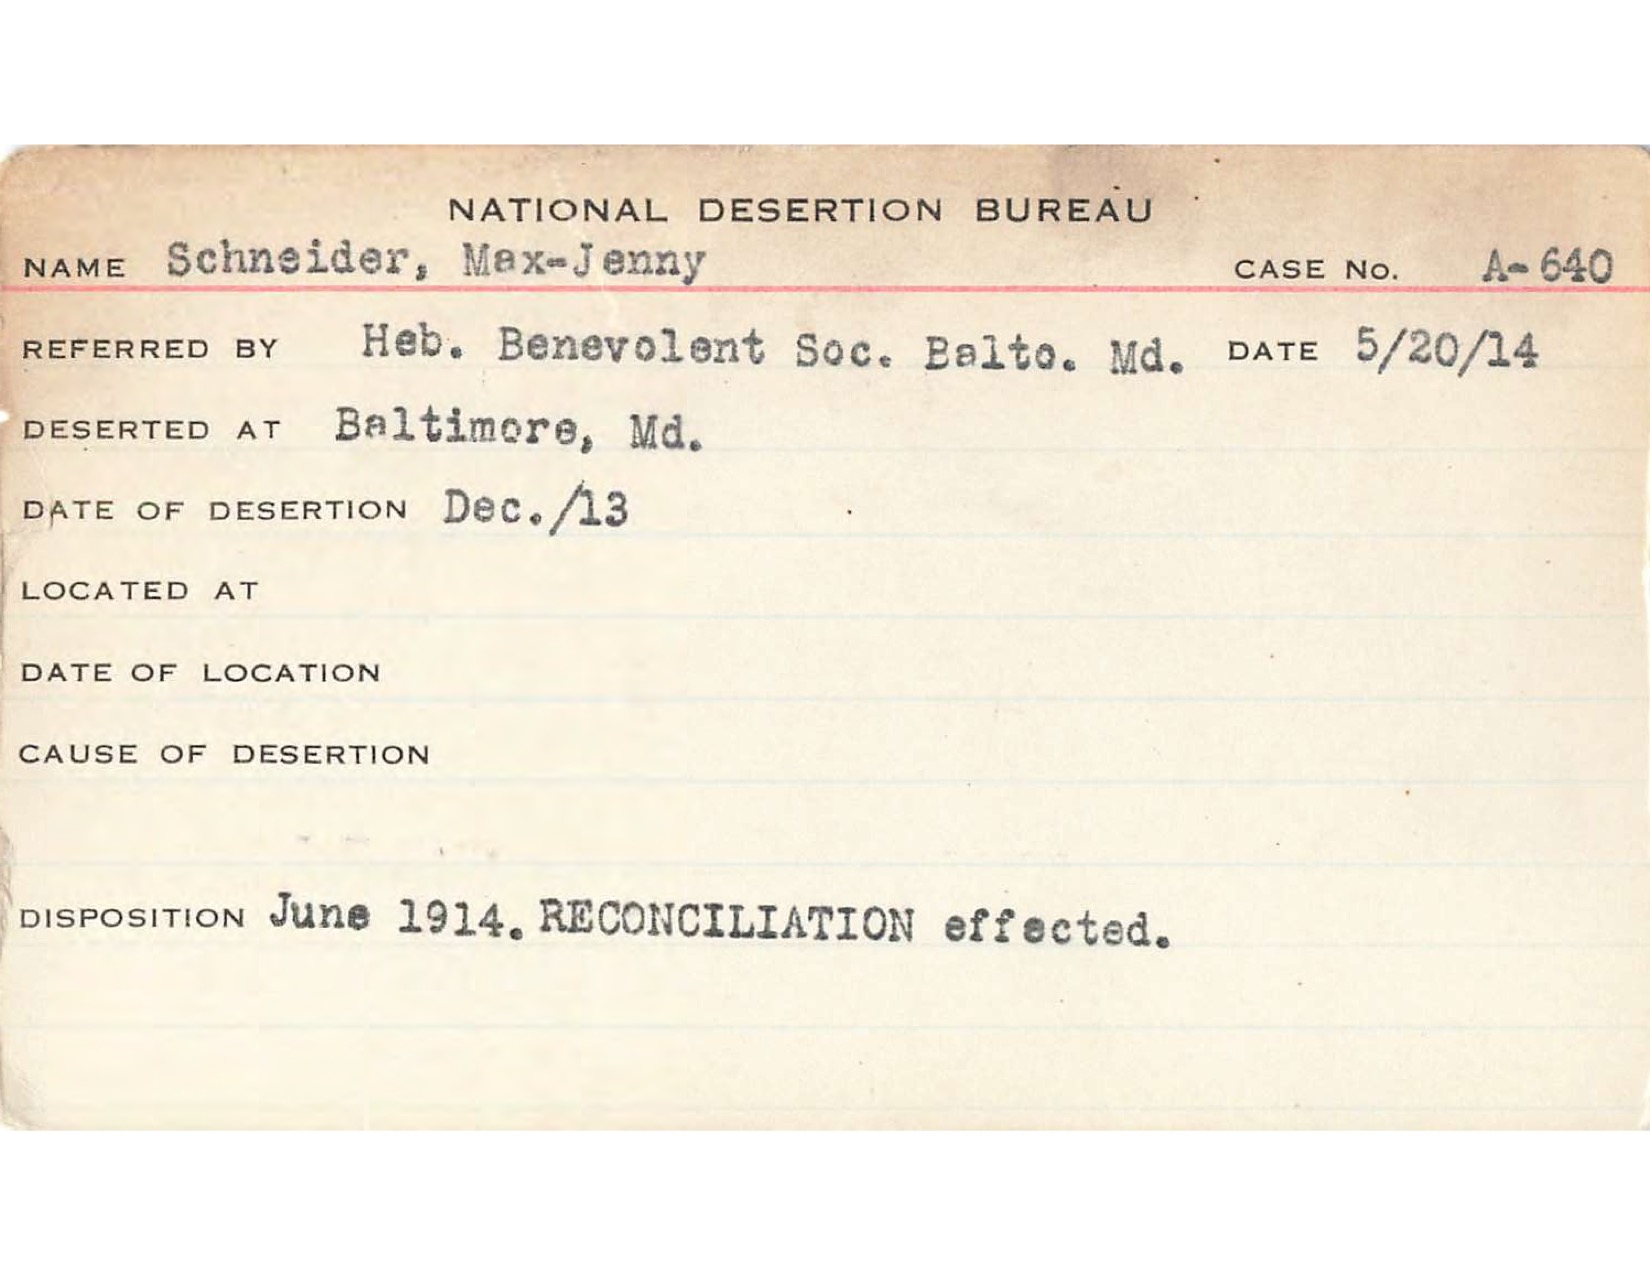 NATIONAL DESERTION BUREAU
NAME Schneider, Max-Jenny CASE No. A-640
REFERRED BY Heb. Benevolent Soc. Balto. Md. DATE 5/20/14
DESERTED AT Baltimore, Md.
DATE OF DESERTION Dec./13
LOCATED AT
DATE OF LOCATION
CAUSE OF DESERTION
DISPOSITION June 1914. RECONCILIATION effected.